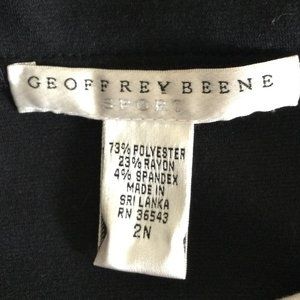 GEOFFREY BEENE
SPORT
73% POLYESTER
23% RAYON
4% SPANDEX
MADE IN
SRI LANKA
RN 36543
2N